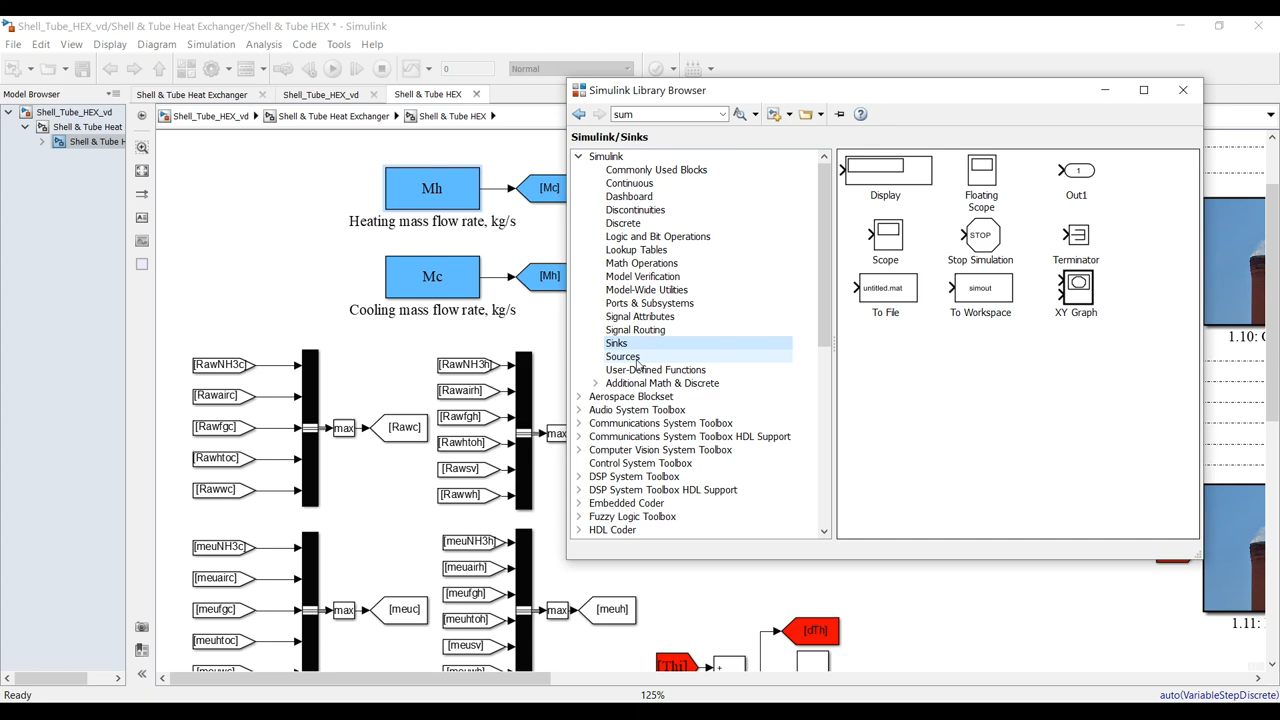 Shell_Tube_HEX_vd/Shell & Tube Heat Exchanger/Shell & Tube HEX * - Simulink
File Edit View Display Diagram Simulation Analysis Code Tools Help
0
Normal
Model Browser
Shell & Tube Heat Exchanger
Shell_Tube_HEX_vd
Shell & Tube HEX
Shell_Tube_HEX_vd
Shell & Tube Heat
Shell & Tube H
Shell_Tube_HEX_vd
Shell & Tube Heat Exchanger
Shell & Tube HEX
Mh
[Mc]
Heating mass flow rate, kg/s
Mc
[Mh]
Cooling mass flow rate, kg/s
[RawNH3c]
[Rawairc]
[Rawfgc]
[Rawhtoc]
[Rawwc]
max
[Rawc]
[RawNH3h]
[Rawairh]
[Rawfgh]
[Rawhtoh]
[Rawsv]
[Rawwh]
max
[meuNH3c]
[meuairc]
[meufgc]
[meuhtoc]
[meuwc]
max
[meuc]
[meuNH3h]
[meuairh]
[meufgh]
[meuhtoh]
[meusv]
[meuwh]
max
[meuh]
[Thi]
+
[dTh]
1.10: C
Simulink Library Browser
sum
Simulink/Sinks
Simulink
Commonly Used Blocks
Continuous
Dashboard
Discontinuities
Discrete
Logic and Bit Operations
Lookup Tables
Math Operations
Model Verification
Model-Wide Utilities
Ports & Subsystems
Signal Attributes
Signal Routing
Sinks
Sources
User-Defined Functions
Additional Math & Discrete
Aerospace Blockset
Audio System Toolbox
Communications System Toolbox
Communications System Toolbox HDL Support
Computer Vision System Toolbox
Control System Toolbox
DSP System Toolbox
DSP System Toolbox HDL Support
Embedded Coder
Fuzzy Logic Toolbox
HDL Coder
Display
Floating
Scope
1
Out1
Scope
STOP
Stop Simulation
Terminator
untitled.mat
To File
simout
To Workspace
XY Graph
1.11:
Ready
125%
auto(VariableStepDiscrete)